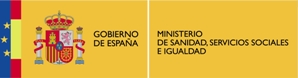 GOBIERNO
DE ESPAÑA
MINISTERIO
DE SANIDAD, SERVICIOS SOCIALES
E IGUALDAD